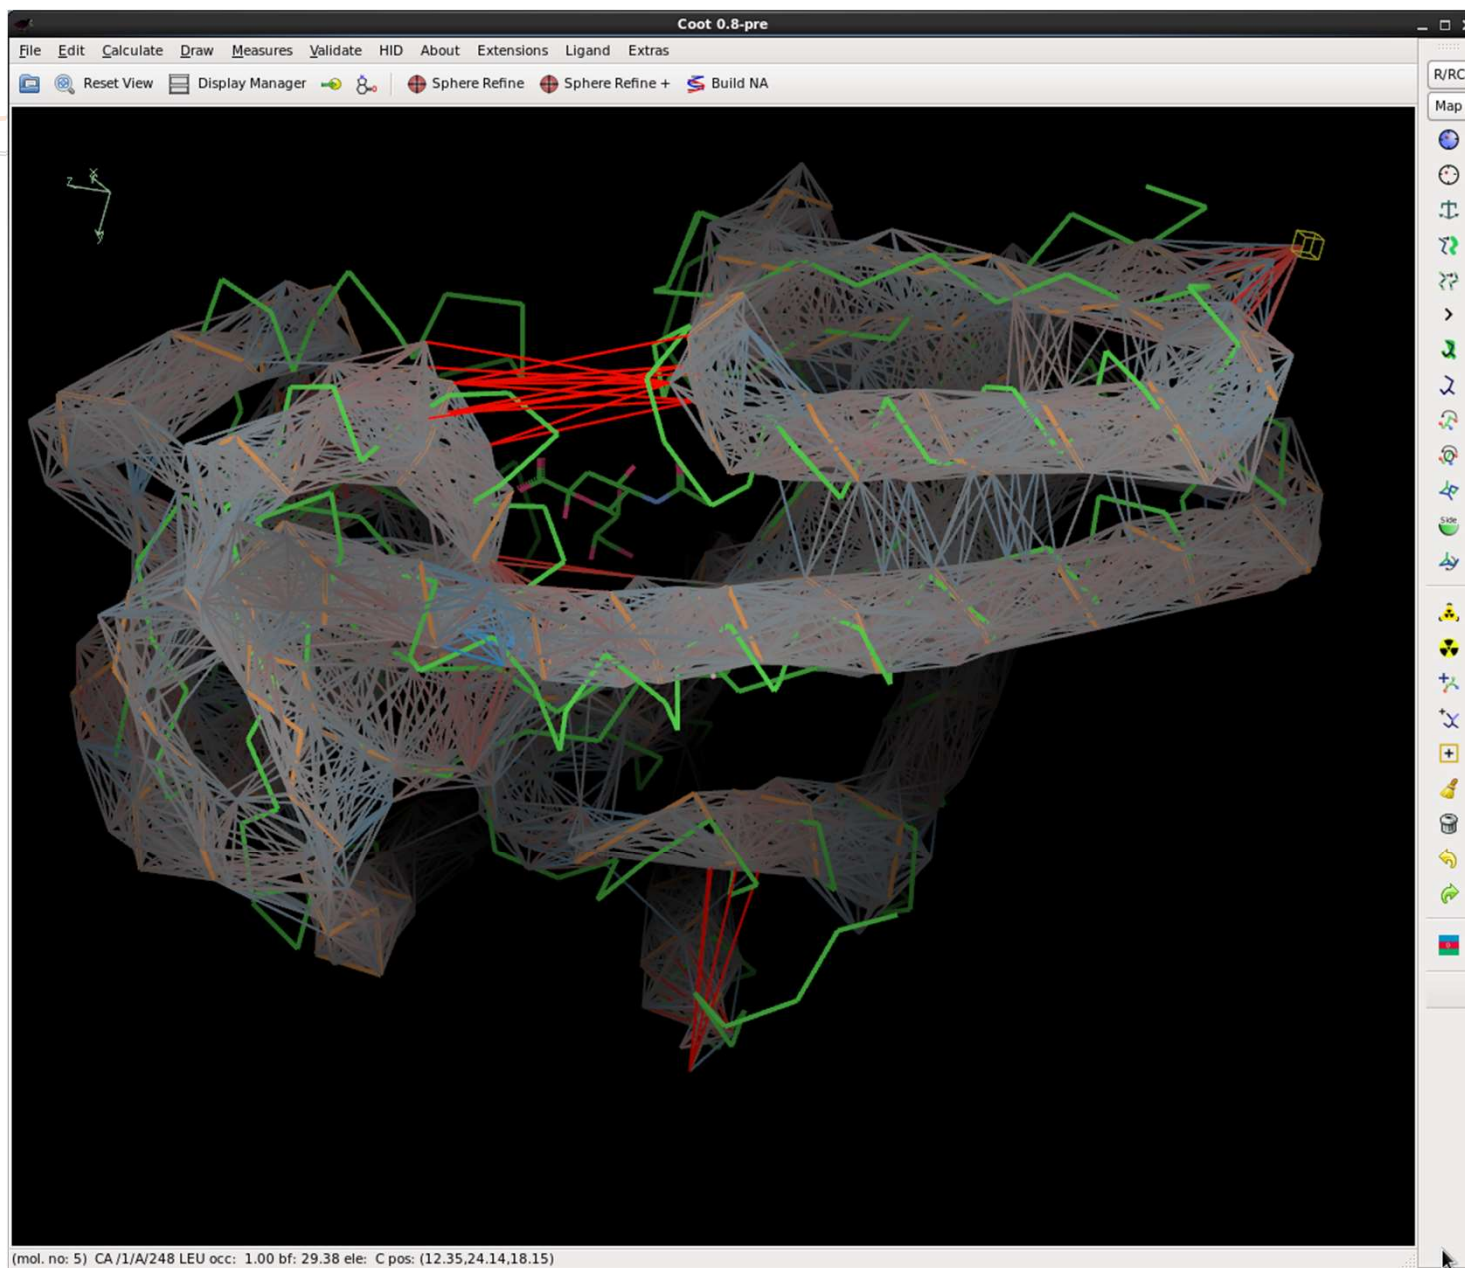 Coot 0.8-pre
File Edit Calculate Draw Measures Validate HID About Extensions Ligand Extras
R/RC
Reset View Display Manager Sphere Refine Sphere Refine + Build NA
Map
z x
y
Side
(mol. no: 5) CA /1/A/248 LEU occ: 1.00 bf: 29.38 ele: C pos: (12.35,24.14,18.15)